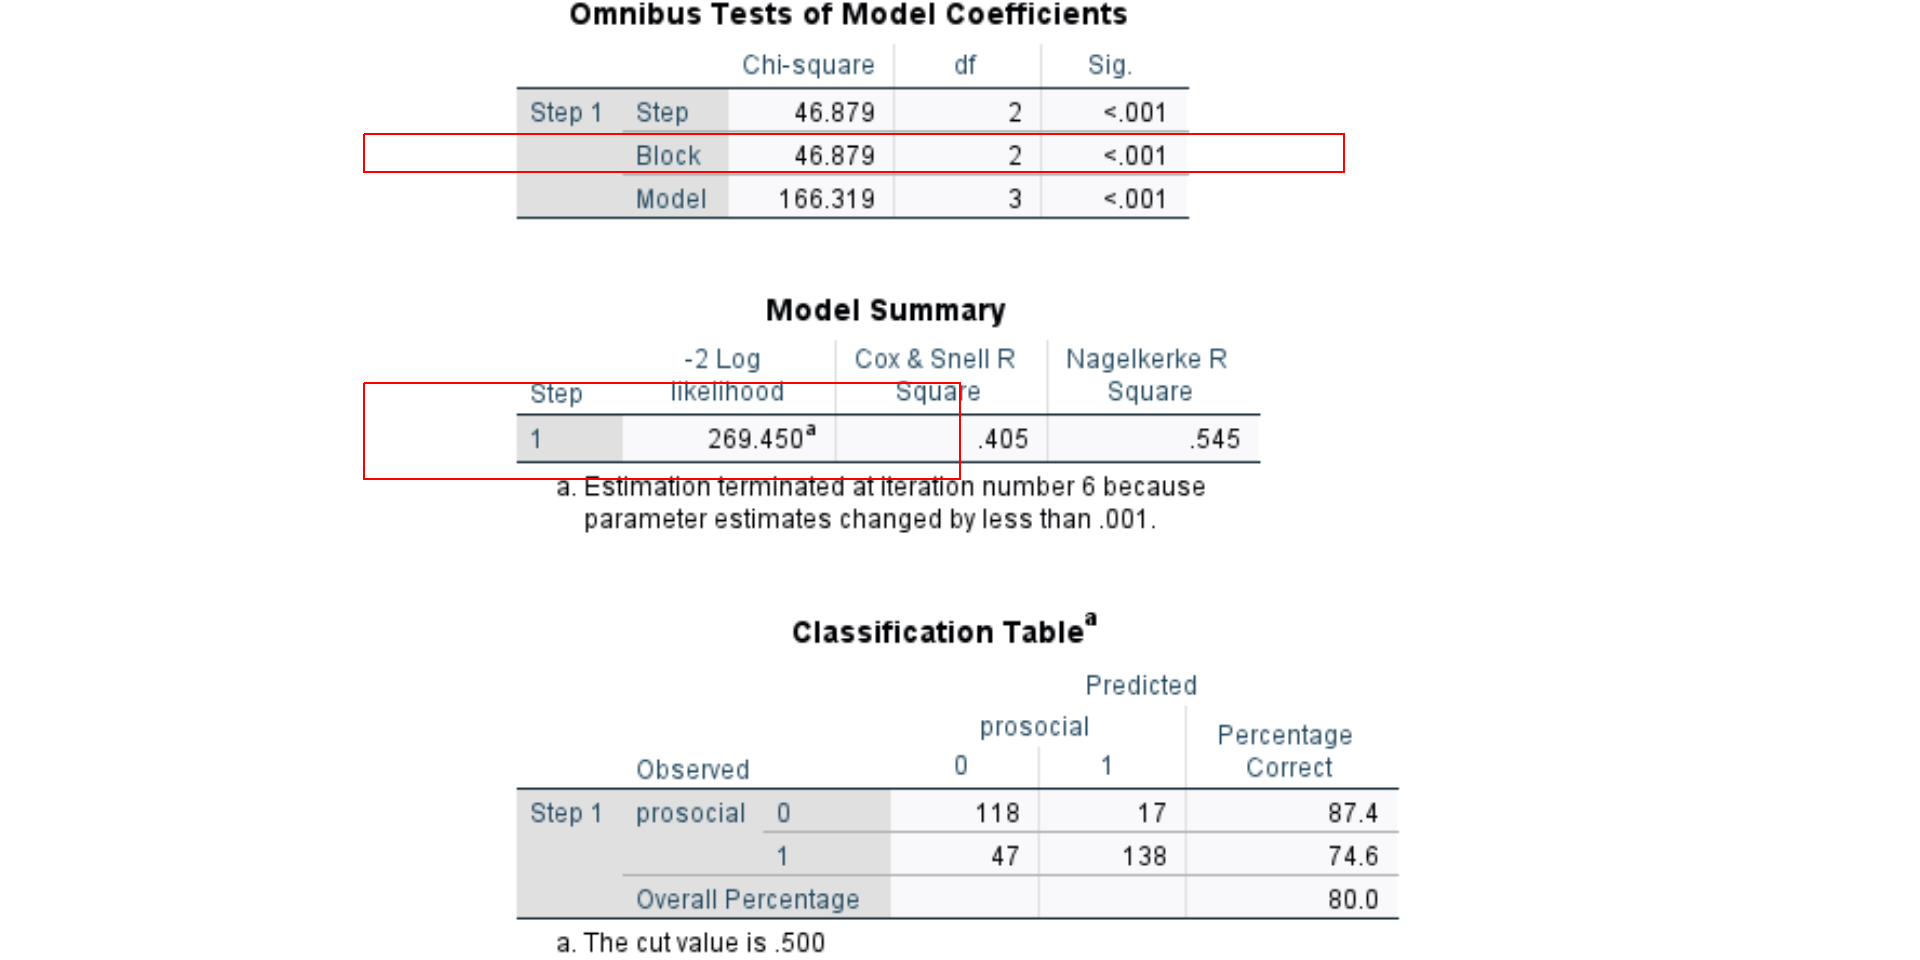 Omnibus Tests of Model Coefficients
Chi-square df Sig.
Step 1 Step 46.879 2 <.001
Block 46.879 2 <.001
Model 166.319 3 <.001
Model Summary
-2 Log Cox & Snell R Nagelkerke R
Step likelihood Square Square
1 269.450a .405 .545
a. Estimation terminated at iteration number 6 because
parameter estimates changed by less than .001.
Classification Tablea
Predicted
prosocial Percentage
Observed 0 1 Correct
Step 1 prosocial 0 118 17 87.4
1 47 138 74.6
Overall Percentage 80.0
a. The cut value is .500